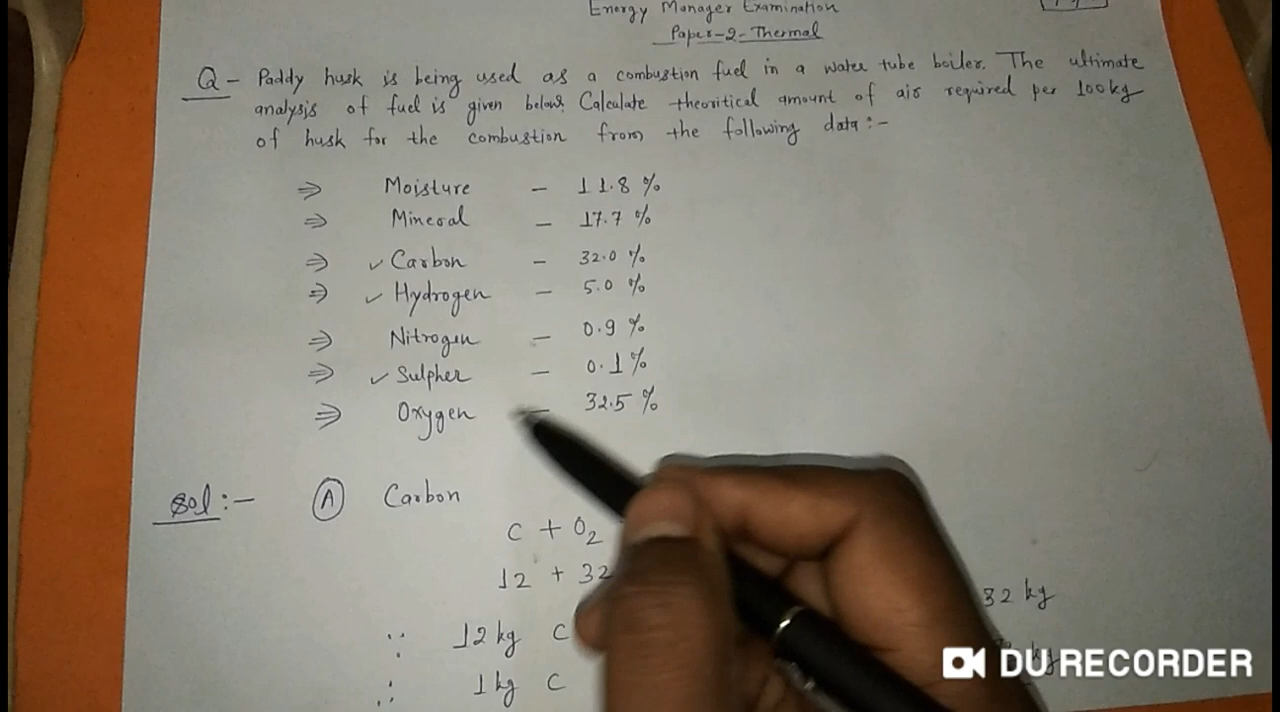 Energy Manager Examination
Paper-2-Thermal
Q - Paddy husk is being used as a combustion fuel in a water tube boiler. The ultimate
analysis of fuel is given below. Calculate theoritical amount of air required per 100kg
of husk for the combustion from the following data:-
⇒ Moisture - 11.8 %
⇒ Mineral - 17.7 %
⇒ ✓ Carbon - 32.0 %
⇒ ✓ Hydrogen - 5.0 %
⇒ Nitrogen - 0.9 %
⇒ ✓ Sulpher - 0.1 %
⇒ Oxygen - 32.5 %
Sol:- (A) Carbon
C + O2
12 + 32
∵ 12 kg C 32 kg
∴ 1 kg C kg
DU RECORDER